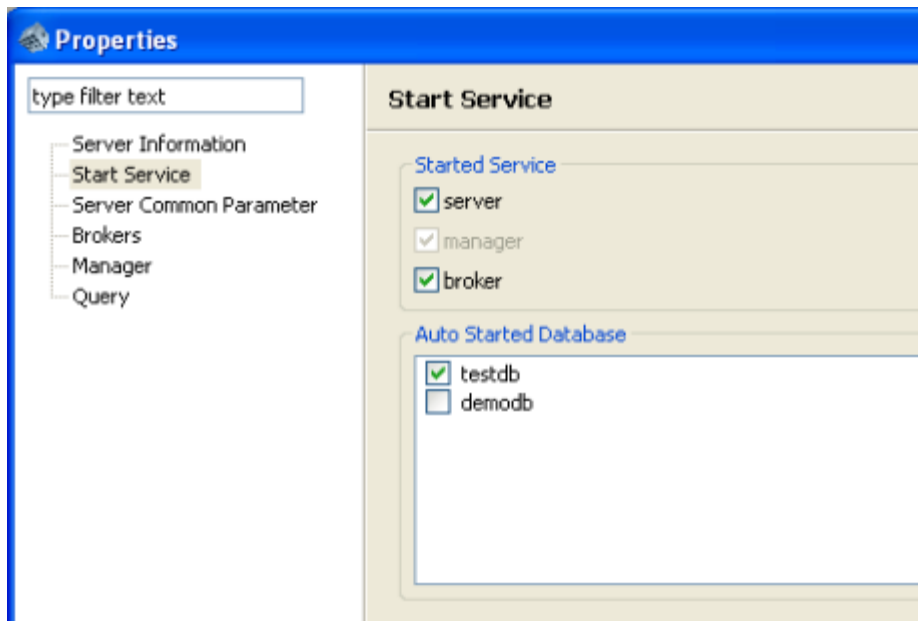 Properties
type filter text
Server Information
Start Service
Server Common Parameter
Brokers
Manager
Query
Start Service
Started Service
server
manager
broker
Auto Started Database
testdb
demodb